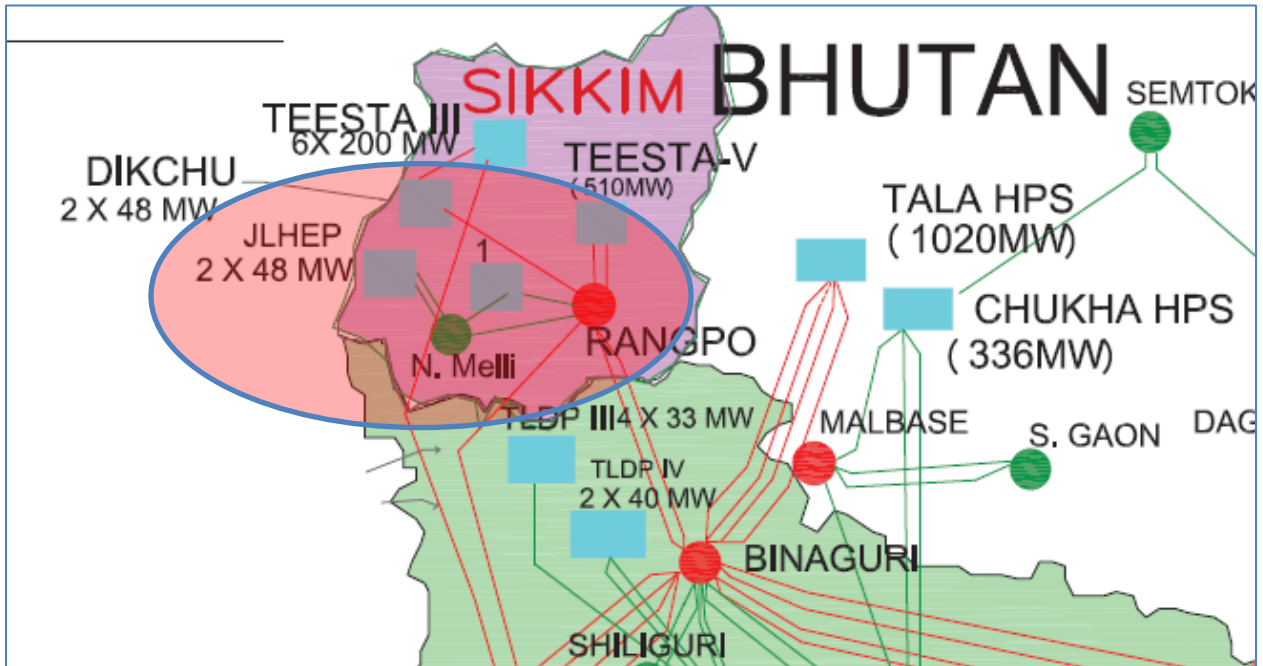 SIKKIM BHUTAN
SEMTOK
TEESTA III
6X 200 MW
TEESTA-V
( 510MW)
DIKCHU
2 X 48 MW
TALA HPS
( 1020MW)
JLHEP
2 X 48 MW
1
CHUKHA HPS
( 336MW)
RANGPO
N. Melli
TLDP III 4 X 33 MW
MALBASE
S. GAON
DAG
TLDP IV
2 X 40 MW
BINAGURI
SHILIGURI